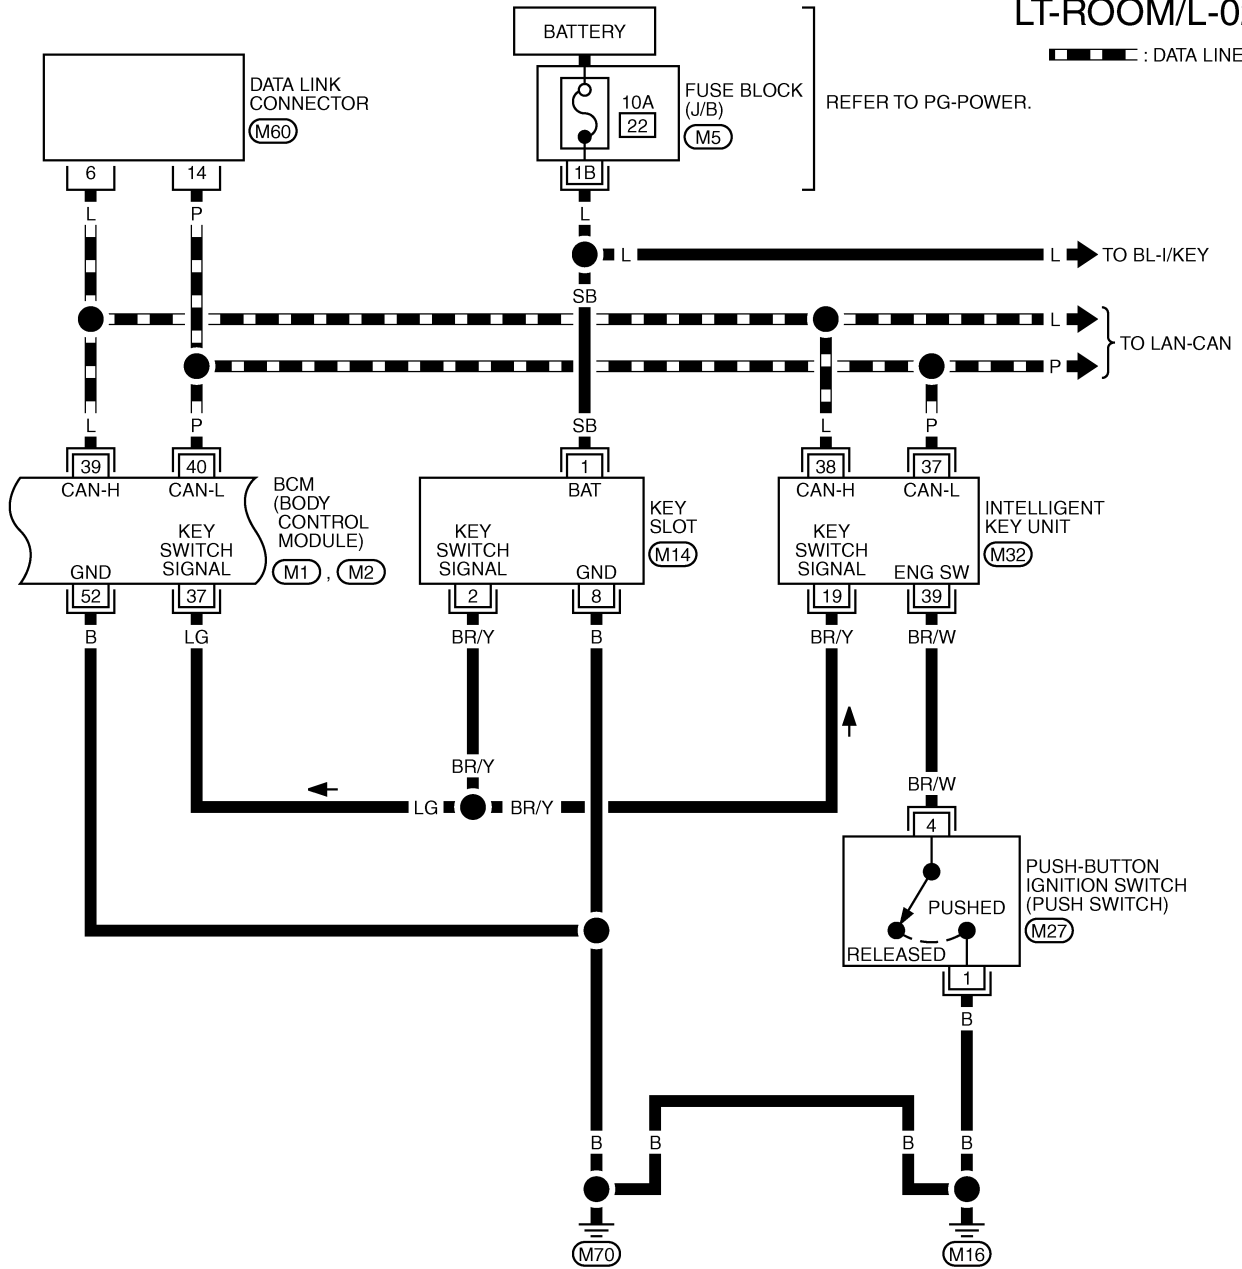 LT-ROOM/L-0
: DATA LINE
BATTERY
DATA LINK
CONNECTOR
M60
10A
22
FUSE BLOCK
(J/B)
M5
REFER TO PG-POWER.
6
14
1B
L
P
L
L
L
TO BL-I/KEY
SB
L
TO LAN-CAN
P
L
P
SB
L
P
39
40
1
38
37
CAN-H
CAN-L
BAT
CAN-H
CAN-L
BCM
(BODY
CONTROL
MODULE)
M1 , M2
KEY
SWITCH
SIGNAL
GND
KEY
SWITCH
SIGNAL
GND
KEY
SLOT
M14
KEY
SWITCH
SIGNAL
ENG SW
INTELLIGENT
KEY UNIT
M32
52
37
2
8
19
39
B
LG
BR/Y
B
BR/Y
BR/W
BR/Y
BR/W
LG
BR/Y
4
PUSH-BUTTON
IGNITION SWITCH
(PUSH SWITCH)
M27
PUSHED
RELEASED
1
B
B
B
B
B
M70
M16